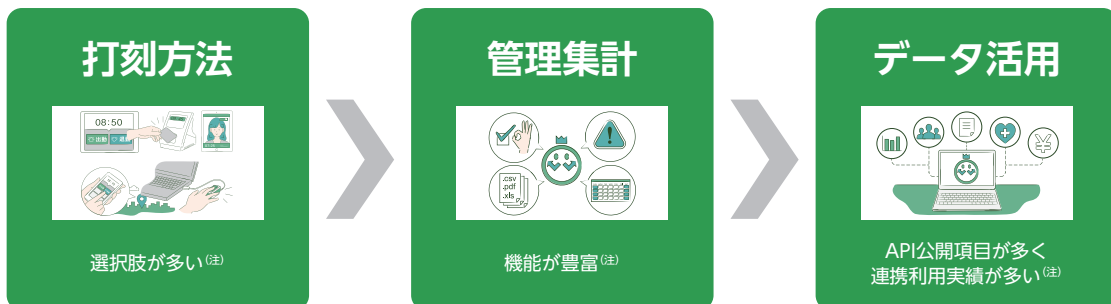 打刻方法
08:50
出勤
選択肢が多い(注)
管理集計
.csv
.pdf
.xls
機能が豊富(注)
データ活用
¥
API公開項目が多く
連携利用実績が多い(注)